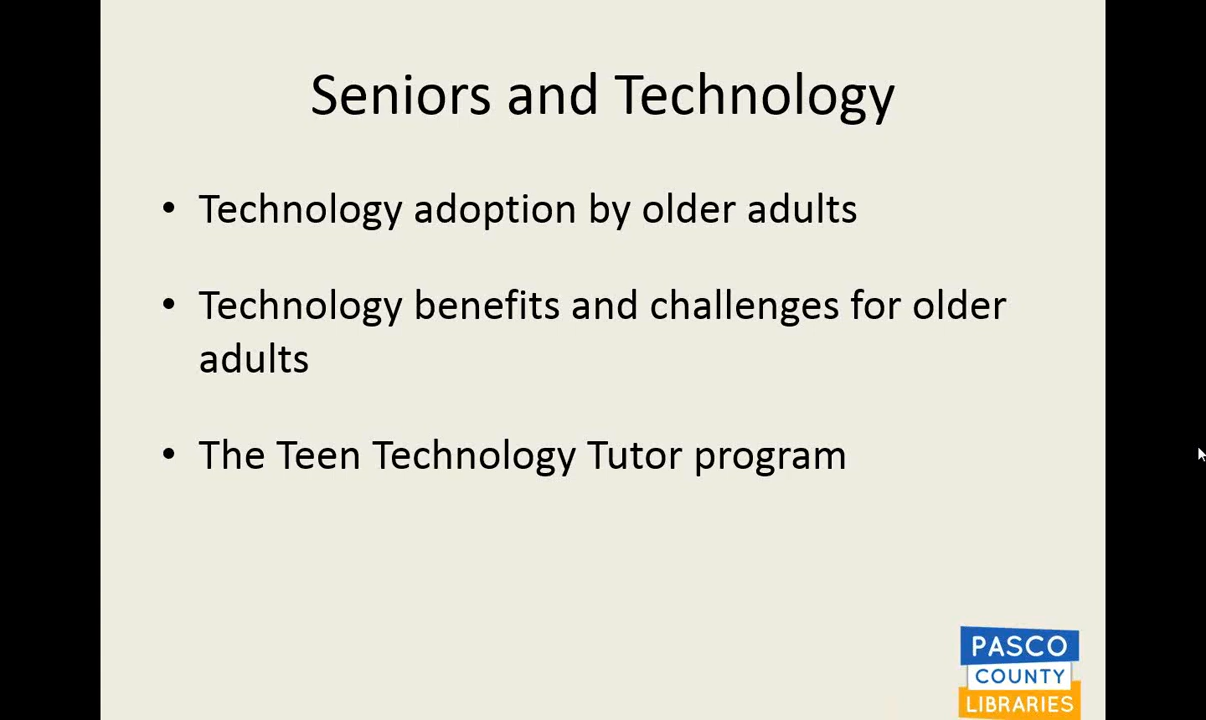 Seniors and Technology
• Technology adoption by older adults
• Technology benefits and challenges for older
adults
• The Teen Technology Tutor program
PASCO
COUNTY
LIBRARIES